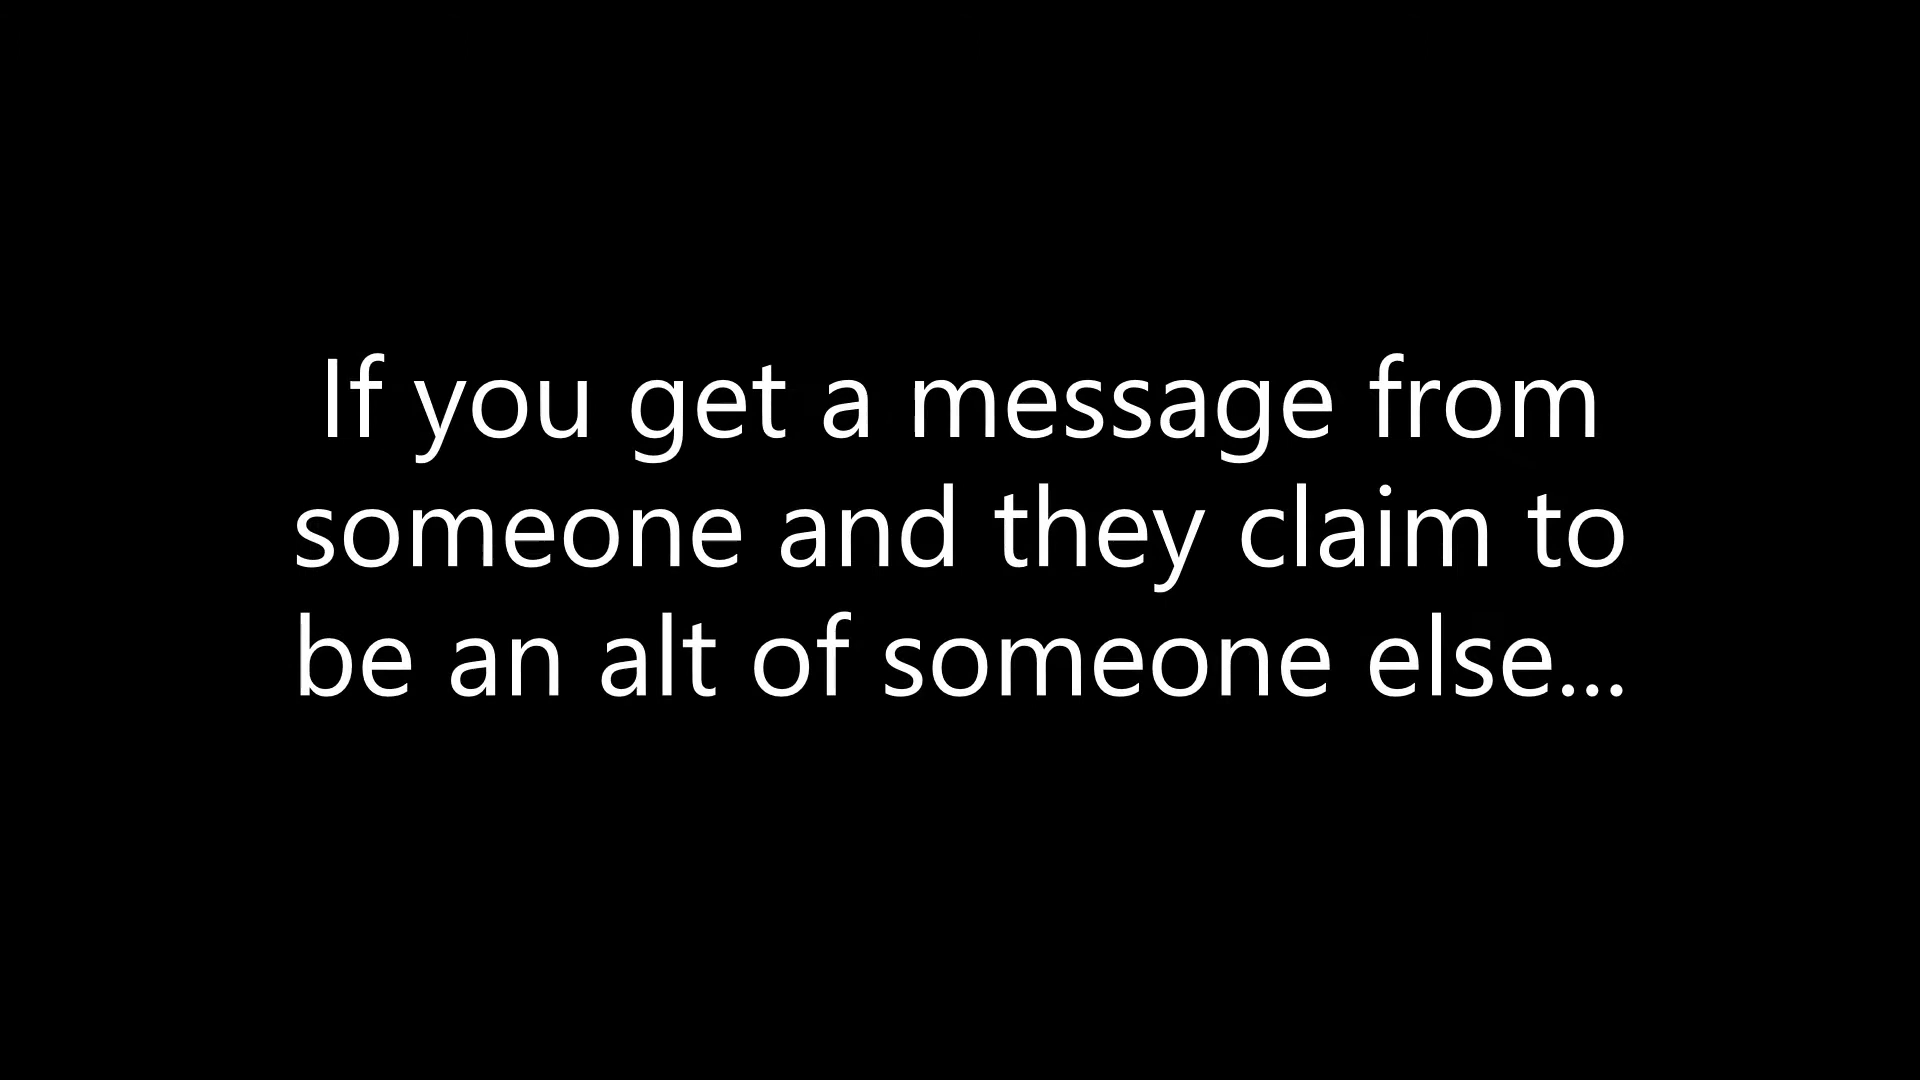 If you get a message from
someone and they claim to
be an alt of someone else...